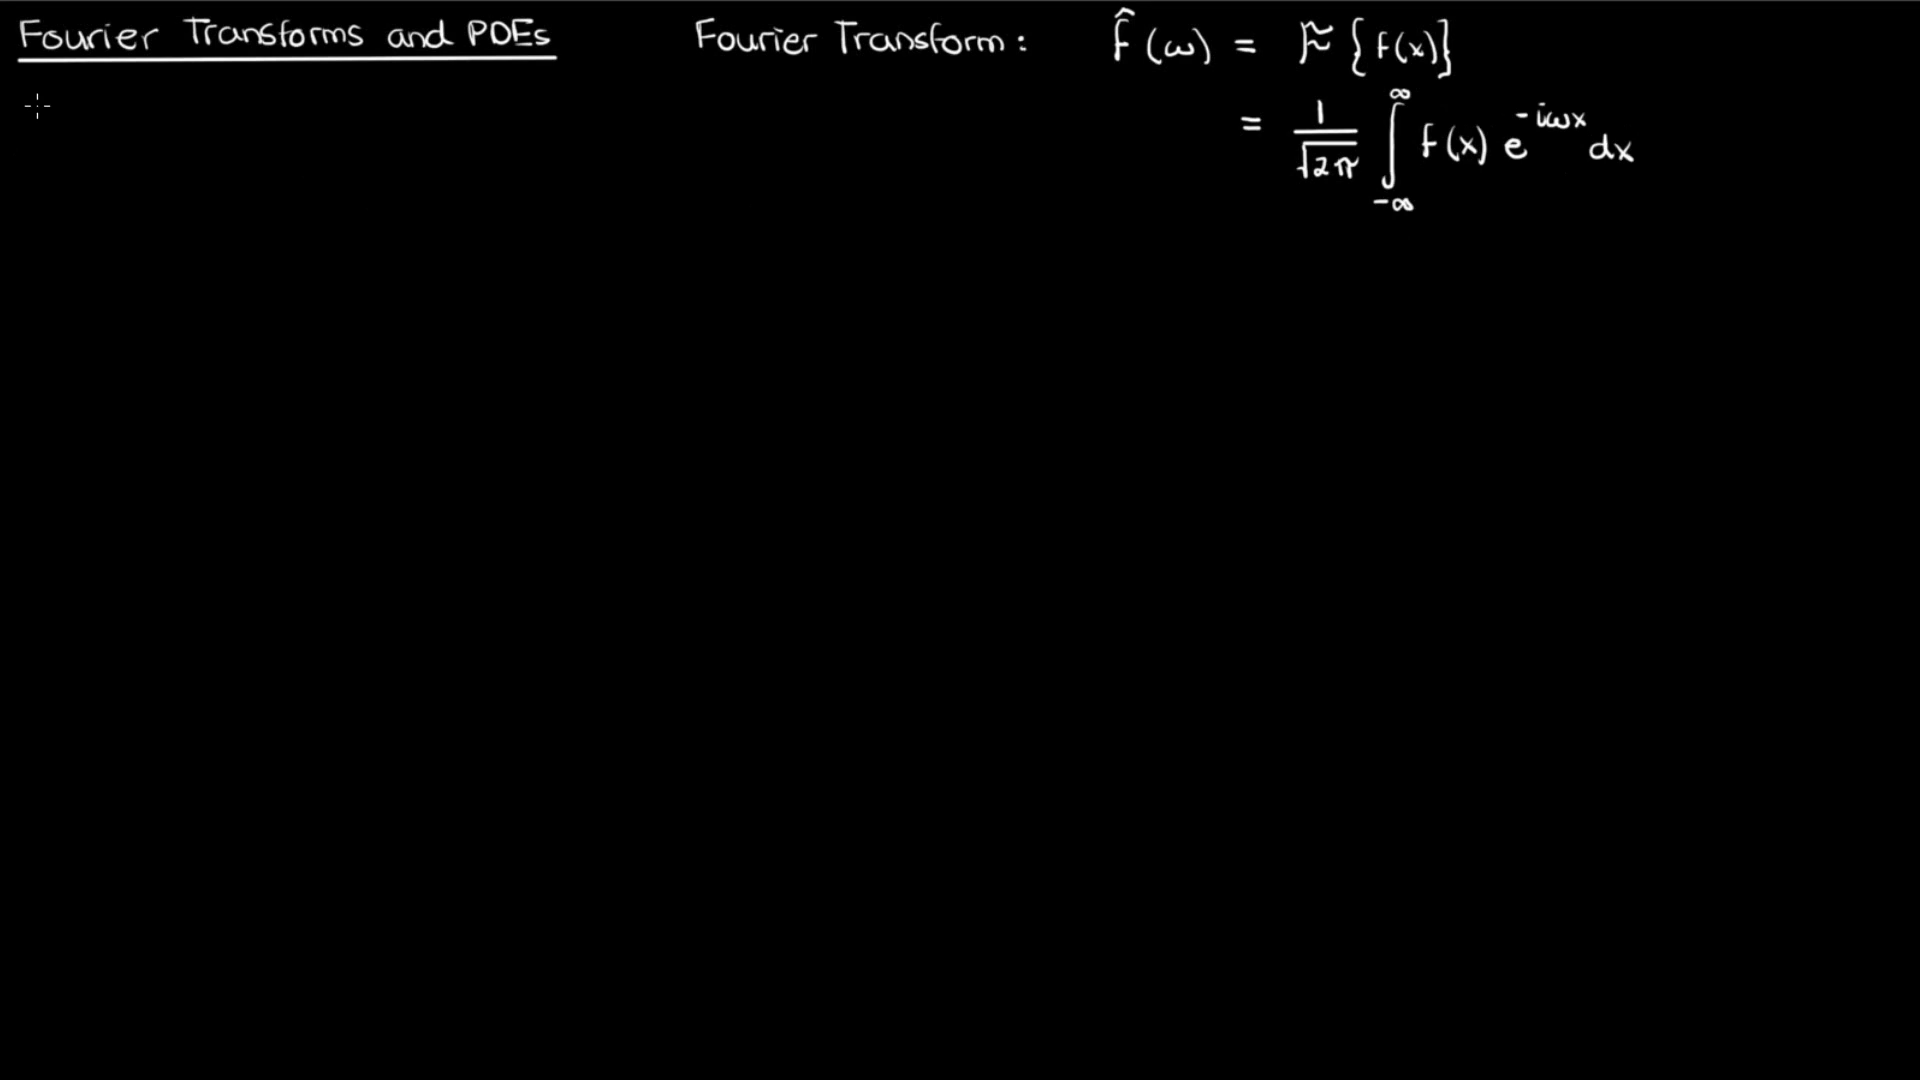 Fourier Transforms and PDEs
Fourier Transform: f̂(ω) = ℱ{f(x)}
= 1/√2π ∫_{-∞}^{∞} f(x) e^{-iωx} dx